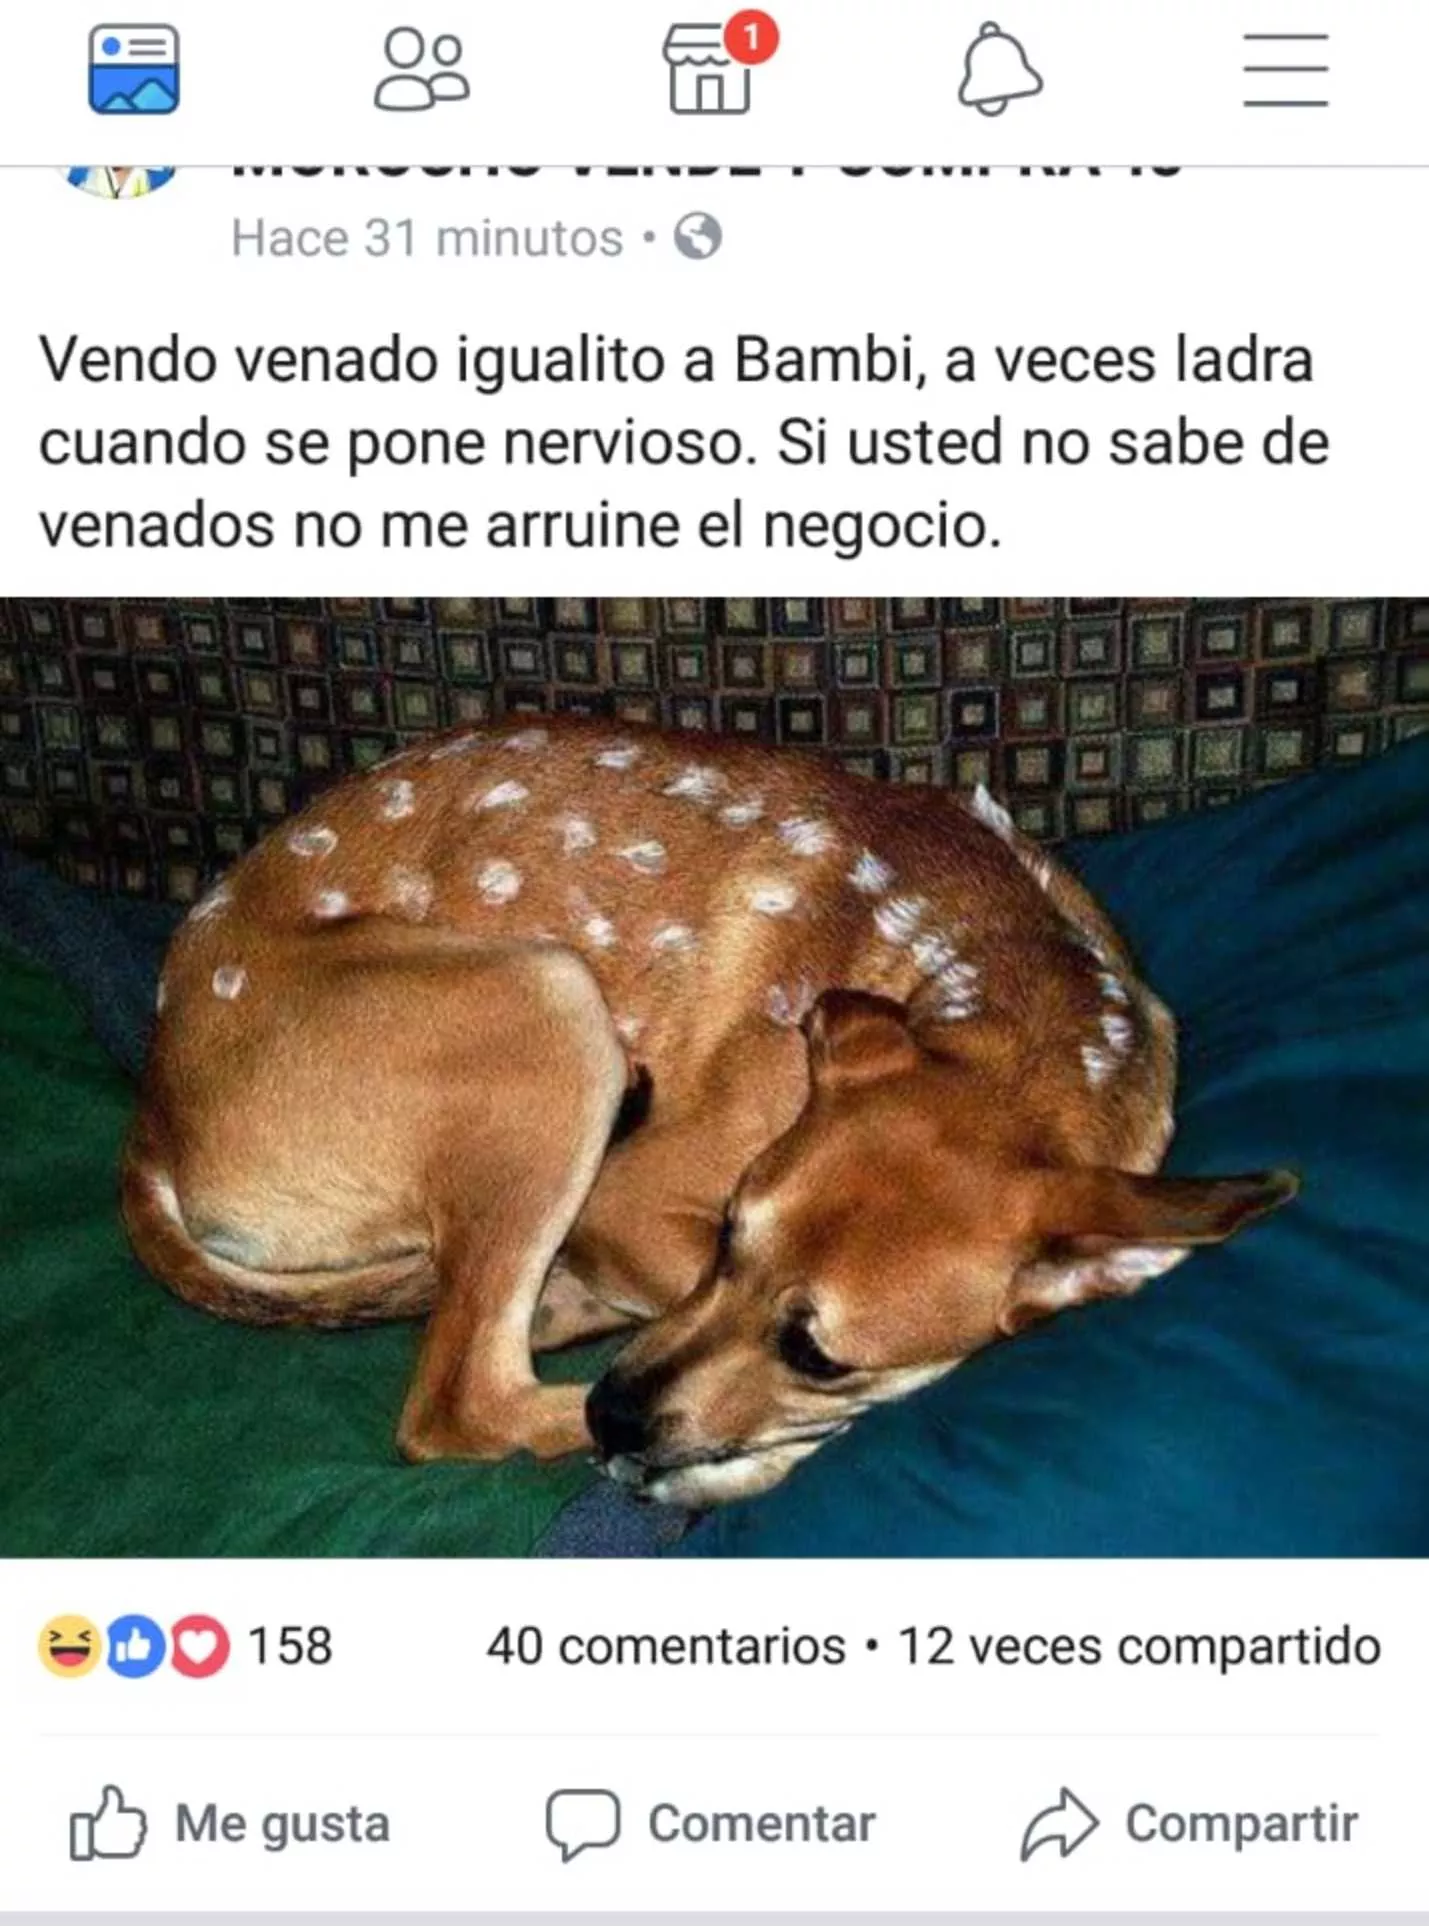 1
Hace 31 minutos •
Vendo venado igualito a Bambi, a veces ladra
cuando se pone nervioso. Si usted no sabe de
venados no me arruine el negocio.
158 40 comentarios • 12 veces compartido
Me gusta Comentar Compartir